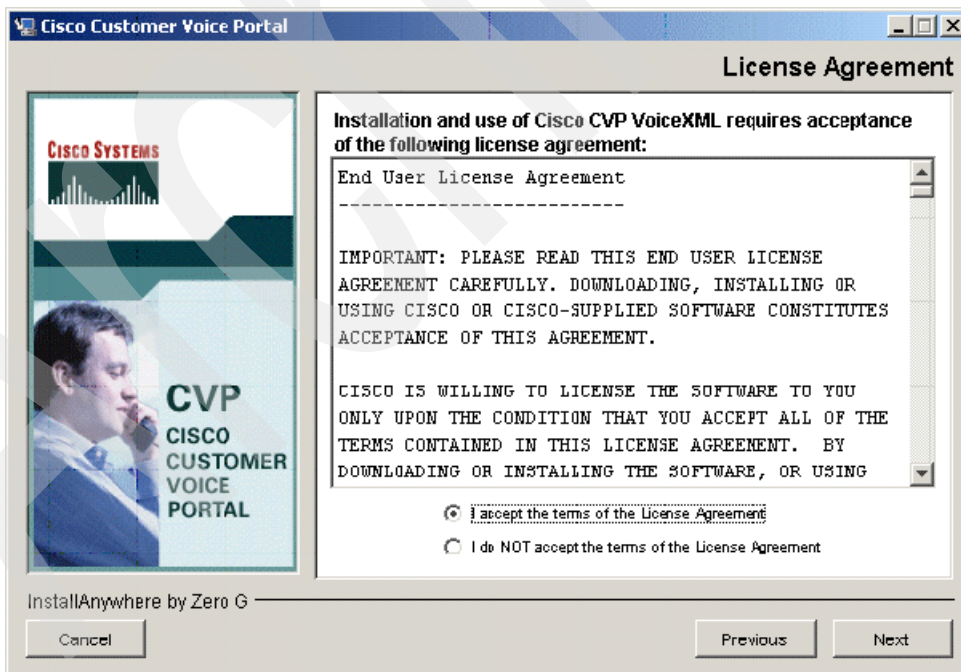 Cisco Customer Voice Portal
License Agreement
CISCO SYSTEMS
CVP
CISCO
CUSTOMER
VOICE
PORTAL
Installation and use of Cisco CVP VoiceXML requires acceptance
of the following license agreement:
End User License Agreement
--------------------------
IMPORTANT: PLEASE READ THIS END USER LICENSE
AGREEMENT CAREFULLY. DOWNLOADING, INSTALLING OR
USING CISCO OR CISCO-SUPPLIED SOFTWARE CONSTITUTES
ACCEPTANCE OF THIS AGREEMENT.
CISCO IS WILLING TO LICENSE THE SOFTWARE TO YOU
ONLY UPON THE CONDITION THAT YOU ACCEPT ALL OF THE
TERMS CONTAINED IN THIS LICENSE AGREEMENT.  BY
DOWNLOADING OR INSTALLING THE SOFTWARE, OR USING
I accept the terms of the License Agreement
I do NOT accept the terms of the License Agreement
InstallAnywhere by Zero G
Cancel
Previous
Next